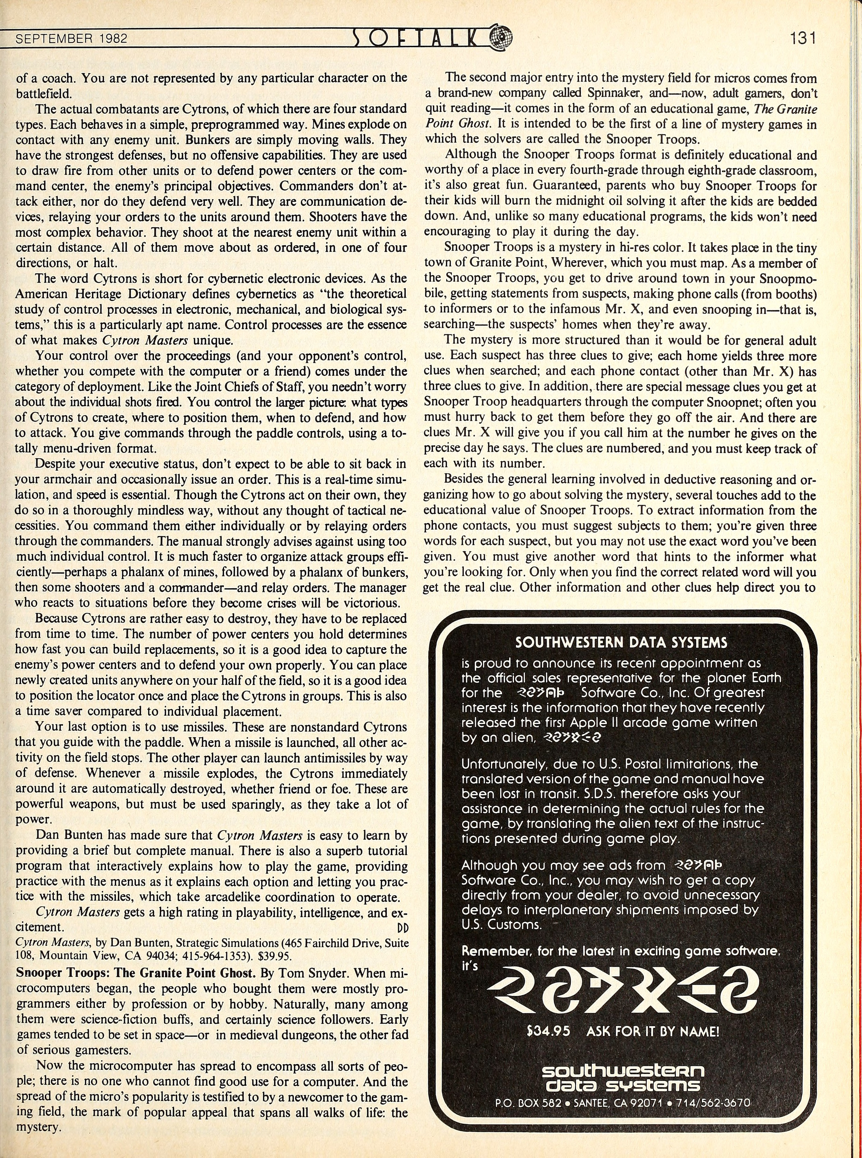 SEPTEMBER 1982
SOFTALK
131
of a coach. You are not represented by any particular character on the
battlefield.
The actual combatants are Cytrons, of which there are four standard
types. Each behaves in a simple, preprogrammed way. Mines explode on
contact with any enemy unit. Bunkers are simply moving walls. They
have the strongest defenses, but no offensive capabilities. They are used
to draw fire from other units or to defend power centers or the com-
mand center, the enemy's principal objectives. Commanders don't at-
tack either, nor do they defend very well. They are communication de-
vices, relaying your orders to the units around them. Shooters have the
most complex behavior. They shoot at the nearest enemy unit within a
certain distance. All of them move about as ordered, in one of four
directions, or halt.
The word Cytrons is short for cybernetic electronic devices. As the
American Heritage Dictionary defines cybernetics as "the theoretical
study of control processes in electronic, mechanical, and biological sys-
tems," this is a particularly apt name. Control processes are the essence
of what makes Cytron Masters unique.
Your control over the proceedings (and your opponent's control,
whether you compete with the computer or a friend) comes under the
category of deployment. Like the Joint Chiefs of Staff, you needn't worry
about the individual shots fired. You control the larger picture: what types
of Cytrons to create, where to position them, when to defend, and how
to attack. You give commands through the paddle controls, using a to-
tally menu-driven format.
Despite your executive status, don't expect to be able to sit back in
your armchair and occasionally issue an order. This is a real-time simu-
lation, and speed is essential. Though the Cytrons act on their own, they
do so in a thoroughly mindless way, without any thought of tactical ne-
cessities. You command them either individually or by relaying orders
through the commanders. The manual strongly advises against using too
much individual control. It is much faster to organize attack groups effi-
ciently—perhaps a phalanx of mines, followed by a phalanx of bunkers,
then some shooters and a commander—and relay orders. The manager
who reacts to situations before they become crises will be victorious.
Because Cytrons are rather easy to destroy, they have to be replaced
from time to time. The number of power centers you hold determines
how fast you can build replacements, so it is a good idea to capture the
enemy's power centers and to defend your own properly. You can place
newly created units anywhere on your half of the field, so it is a good idea
to position the locator once and place the Cytrons in groups. This is also
a time saver compared to individual placement.
Your last option is to use missiles. These are nonstandard Cytrons
that you guide with the paddle. When a missile is launched, all other ac-
tivity on the field stops. The other player can launch antimissiles by way
of defense. Whenever a missile explodes, the Cytrons immediately
around it are automatically destroyed, whether friend or foe. These are
powerful weapons, but must be used sparingly, as they take a lot of
power.
Dan Bunten has made sure that Cytron Masters is easy to learn by
providing a brief but complete manual. There is also a superb tutorial
program that interactively explains how to play the game, providing
practice with the menus as it explains each option and letting you prac-
tice with the missiles, which take arcadelike coordination to operate.
Cytron Masters gets a high rating in playability, intelligence, and ex-
citement. DD
Cytron Masters, by Dan Bunten, Strategic Simulations (465 Fairchild Drive, Suite
108, Mountain View, CA 94034; 415-964-1353). $39.95.
Snooper Troops: The Granite Point Ghost. By Tom Snyder. When mi-
crocomputers began, the people who bought them were mostly pro-
grammers either by profession or by hobby. Naturally, many among
them were science-fiction buffs, and certainly science followers. Early
games tended to be set in space—or in medieval dungeons, the other fad
of serious gamesters.
Now the microcomputer has spread to encompass all sorts of peo-
ple; there is no one who cannot find good use for a computer. And the
spread of the micro's popularity is testified to by a newcomer to the gam-
ing field, the mark of popular appeal that spans all walks of life: the
mystery.
The second major entry into the mystery field for micros comes from
a brand-new company called Spinnaker, and—now, adult gamers, don't
quit reading—it comes in the form of an educational game, The Granite
Point Ghost. It is intended to be the first of a line of mystery games in
which the solvers are called the Snooper Troops.
Although the Snooper Troops format is definitely educational and
worthy of a place in every fourth-grade through eighth-grade classroom,
it's also great fun. Guaranteed, parents who buy Snooper Troops for
their kids will burn the midnight oil solving it after the kids are bedded
down. And, unlike so many educational programs, the kids won't need
encouraging to play it during the day.
Snooper Troops is a mystery in hi-res color. It takes place in the tiny
town of Granite Point, Wherever, which you must map. As a member of
the Snooper Troops, you get to drive around town in your Snoopmo-
bile, getting statements from suspects, making phone calls (from booths)
to informers or to the infamous Mr. X, and even snooping in—that is,
searching—the suspects' homes when they're away.
The mystery is more structured than it would be for general adult
use. Each suspect has three clues to give; each home yields three more
clues when searched; and each phone contact (other than Mr. X) has
three clues to give. In addition, there are special message clues you get at
Snooper Troop headquarters through the computer Snoopnet; often you
must hurry back to get them before they go off the air. And there are
clues Mr. X will give you if you call him at the number he gives on the
precise day he says. The clues are numbered, and you must keep track of
each with its number.
Besides the general learning involved in deductive reasoning and or-
ganizing how to go about solving the mystery, several touches add to the
educational value of Snooper Troops. To extract information from the
phone contacts, you must suggest subjects to them; you're given three
words for each suspect, but you may not use the exact word you've been
given. You must give another word that hints to the informer what
you're looking for. Only when you find the correct related word will you
get the real clue. Other information and other clues help direct you to
SOUTHWESTERN DATA SYSTEMS
is proud to announce its recent appointment as
the official sales representative for the planet Earth
for the Software Co., Inc. Of greatest
interest is the information that they have recently
released the first Apple II arcade game written
by an alien,
Unfortunately, due to U.S. Postal limitations, the
translated version of the game and manual have
been lost in transit. S.D.S. therefore asks your
assistance in determining the actual rules for the
game, by translating the alien text of the instruc-
tions presented during game play.
Although you may see ads from
Software Co., Inc., you may wish to get a copy
directly from your dealer, to avoid unnecessary
delays to interplanetary shipments imposed by
U.S. Customs.
Remember, for the latest in exciting game software,
it's
$34.95 ASK FOR IT BY NAME!
southwestern
data systems
P.O. BOX 582 • SANTEE, CA 92071 • 714/562-3670